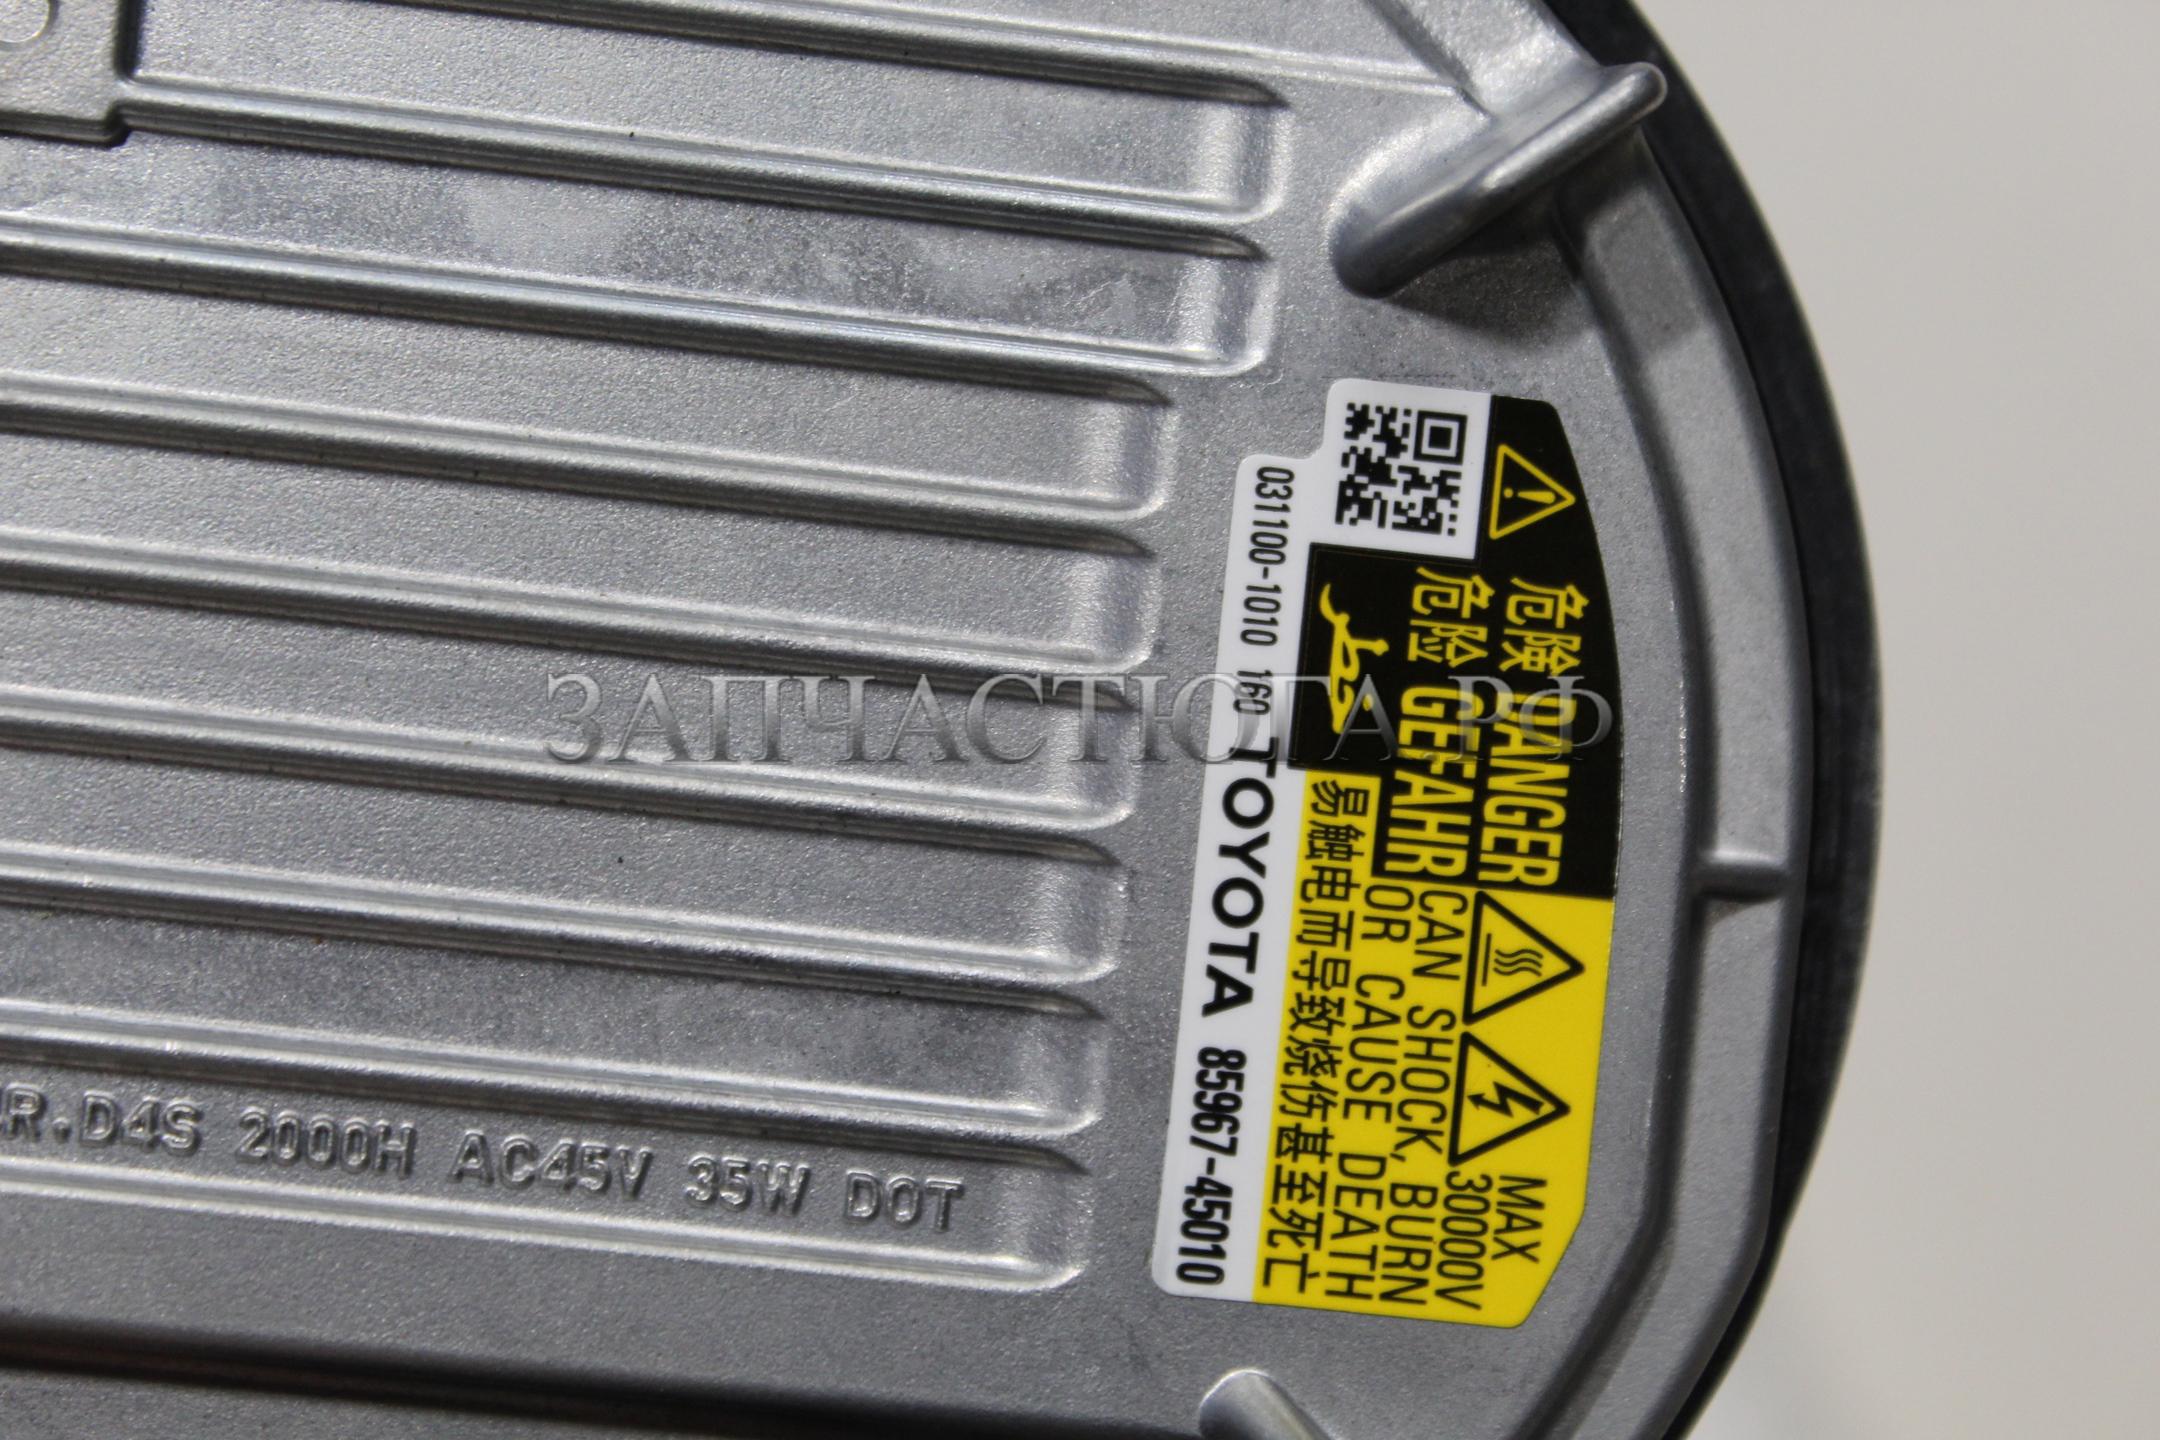 危険 DANGER
危险 GEFAHR
MAX
30000V
CAN SHOCK, BURN
OR CAUSE DEATH
易触电而导致烧伤甚至死亡
031100-1010 160 TOYOTA 85967-45010
ЗАПЧАСТЮГА.РФ
R.D4S 2000H AC45V 35W DOT